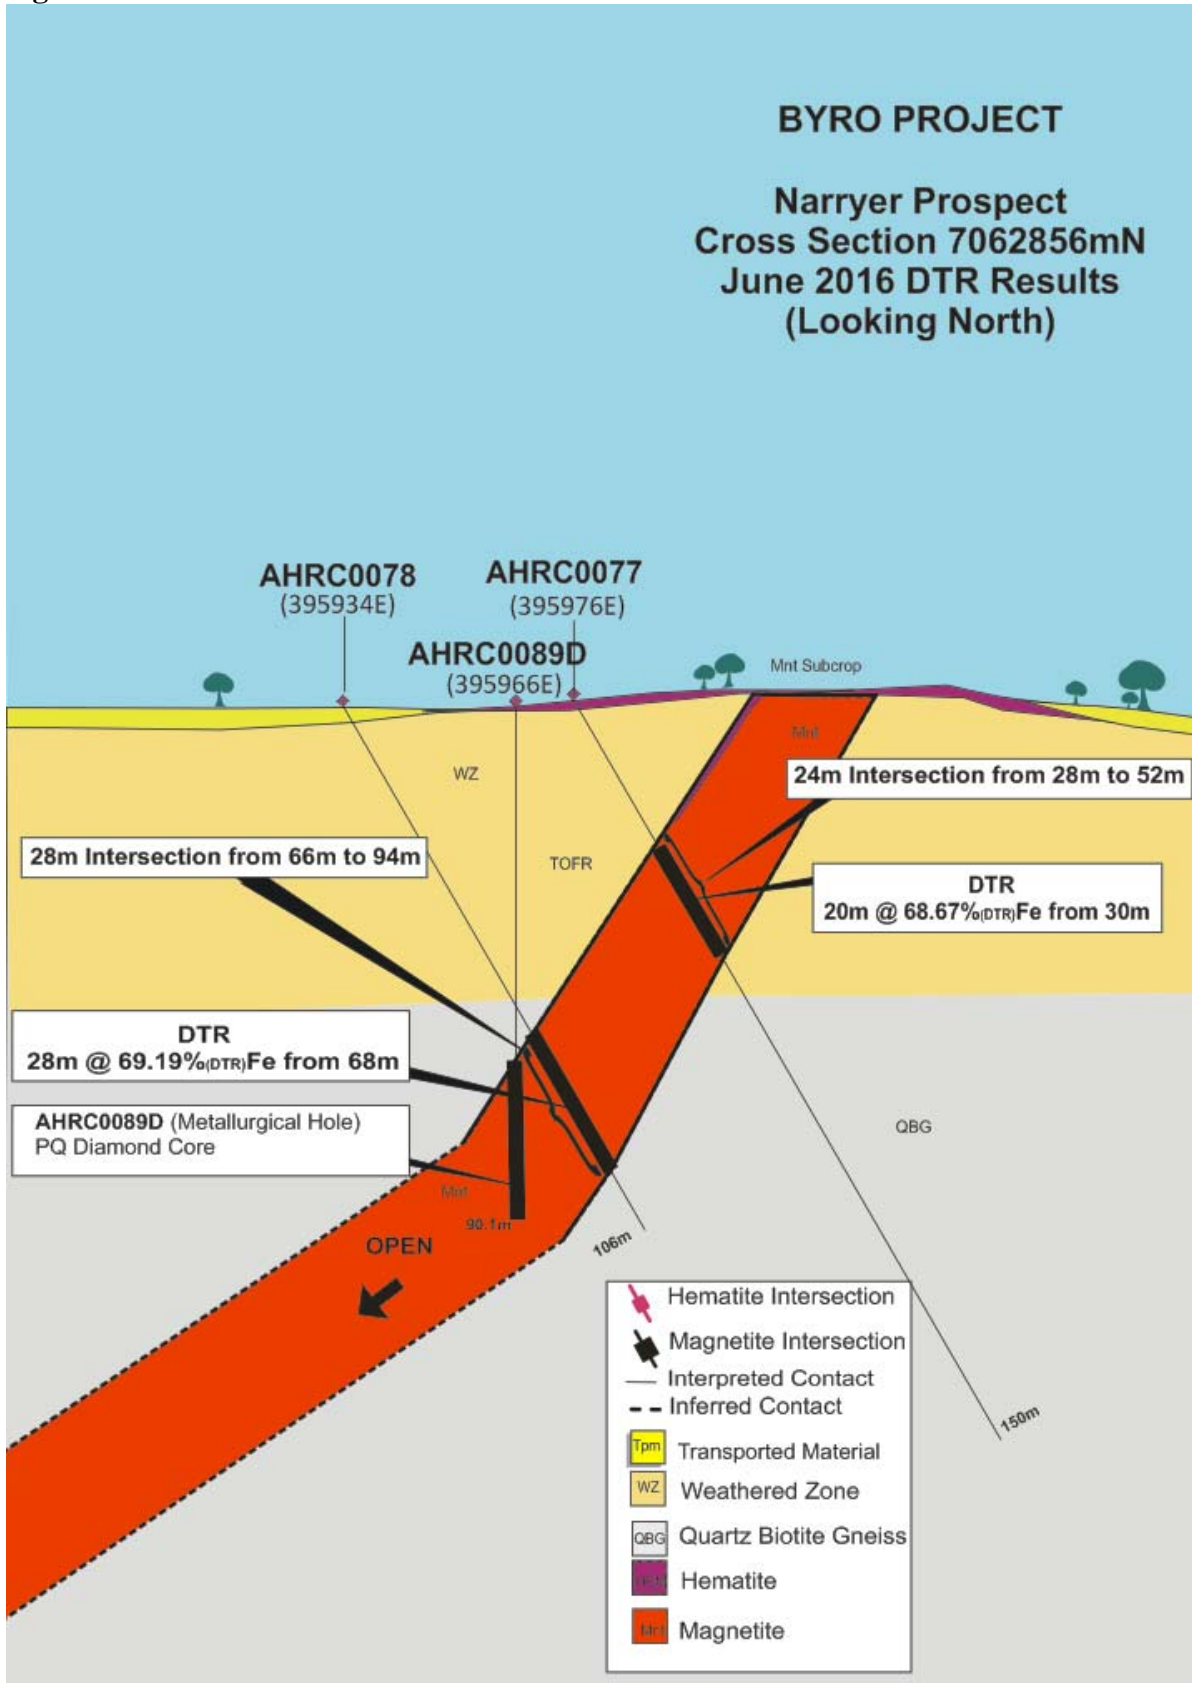 BYRO PROJECT
Narryer Prospect
Cross Section 7062856mN
June 2016 DTR Results
(Looking North)
AHRC0078
(395934E)
AHRC0077
(395976E)
AHRC0089D
(395966E)
Mnt Subcrop
Mnt
WZ
24m Intersection from 28m to 52m
28m Intersection from 66m to 94m
TOFR
DTR
20m @ 68.67%(DTR)Fe from 30m
DTR
28m @ 69.19%(DTR)Fe from 68m
AHRC0089D (Metallurgical Hole)
PQ Diamond Core
QBG
Mnt
90.1m
OPEN
106m
150m
Hematite Intersection
Magnetite Intersection
Interpreted Contact
Inferred Contact
Tpm Transported Material
WZ Weathered Zone
QBG Quartz Biotite Gneiss
Hematite
Mnt Magnetite